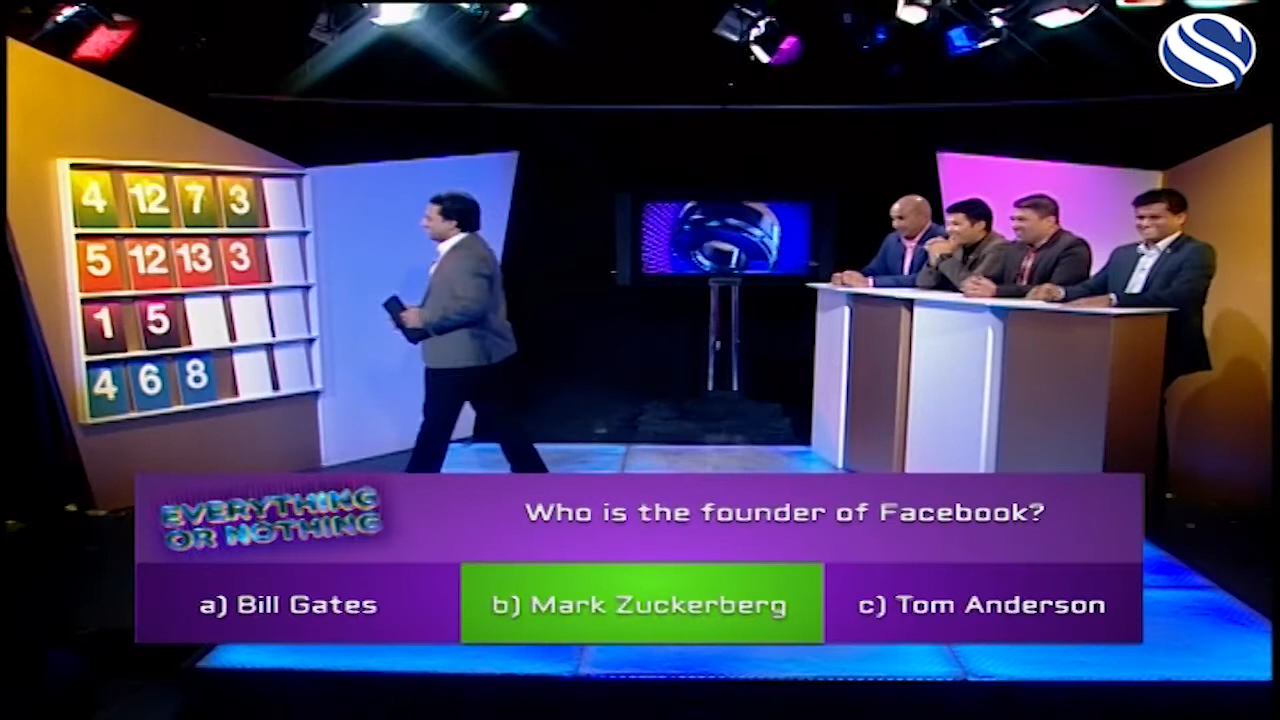 S
4 12 7 3
5 12 13 3
1 5
4 6 8
EVERYTHING
OR NOTHING
Who is the founder of Facebook?
a) Bill Gates
b) Mark Zuckerberg
c) Tom Anderson